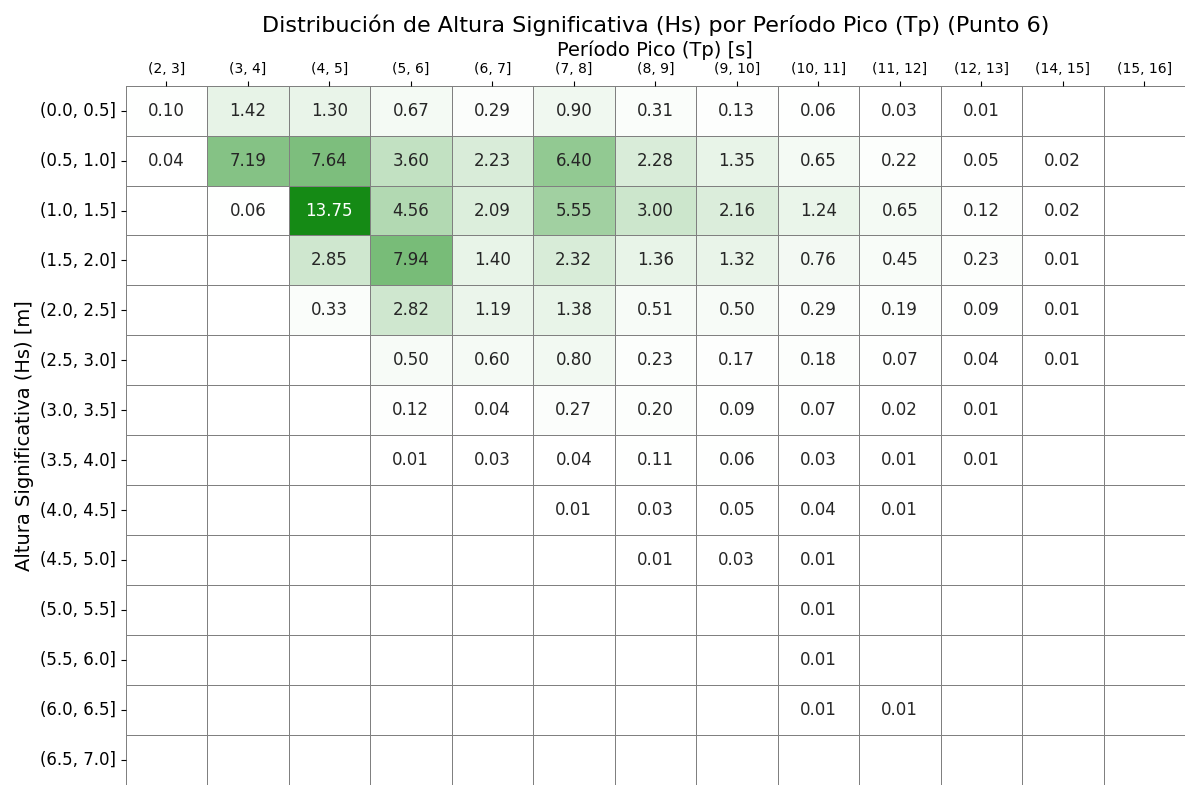 Distribución de Altura Significativa (Hs) por Período Pico (Tp) (Punto 6)
Período Pico (Tp) [s]
(2, 3] (3, 4] (4, 5] (5, 6] (6, 7] (7, 8] (8, 9] (9, 10] (10, 11] (11, 12] (12, 13] (14, 15] (15, 16]
Altura Significativa (Hs) [m]
(0.0, 0.5] 0.10 1.42 1.30 0.67 0.29 0.90 0.31 0.13 0.06 0.03 0.01
(0.5, 1.0] 0.04 7.19 7.64 3.60 2.23 6.40 2.28 1.35 0.65 0.22 0.05 0.02
(1.0, 1.5] 0.06 13.75 4.56 2.09 5.55 3.00 2.16 1.24 0.65 0.12 0.02
(1.5, 2.0] 2.85 7.94 1.40 2.32 1.36 1.32 0.76 0.45 0.23 0.01
(2.0, 2.5] 0.33 2.82 1.19 1.38 0.51 0.50 0.29 0.19 0.09 0.01
(2.5, 3.0] 0.50 0.60 0.80 0.23 0.17 0.18 0.07 0.04 0.01
(3.0, 3.5] 0.12 0.04 0.27 0.20 0.09 0.07 0.02 0.01
(3.5, 4.0] 0.01 0.03 0.04 0.11 0.06 0.03 0.01 0.01
(4.0, 4.5] 0.01 0.03 0.05 0.04 0.01
(4.5, 5.0] 0.01 0.03 0.01
(5.0, 5.5] 0.01
(5.5, 6.0] 0.01
(6.0, 6.5] 0.01 0.01
(6.5, 7.0]